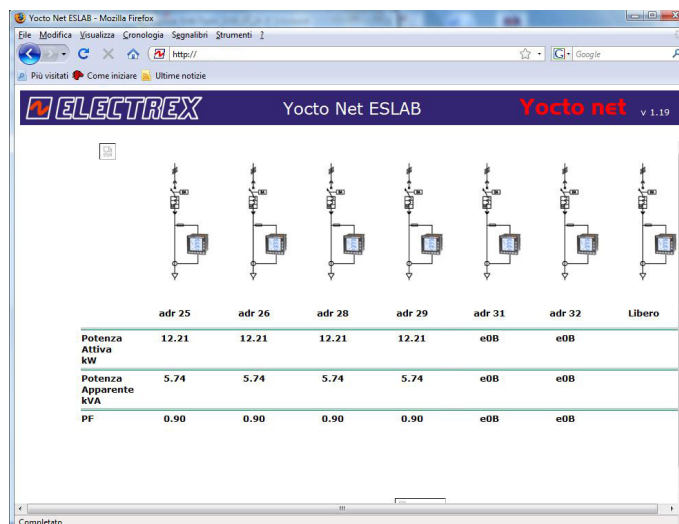 Yocto Net ESLAB - Mozilla Firefox
File Modifica Visualizza Cronologia Segnalibri Strumenti ?
http://
Google
Più visitati Come iniziare Ultime notizie
ELECTREX Yocto Net ESLAB Yocto net v 1.19
adr 25 adr 26 adr 28 adr 29 adr 31 adr 32 Libero
Potenza 12.21 12.21 12.21 12.21 e0B e0B
Attiva
kW
Potenza 5.74 5.74 5.74 5.74 e0B e0B
Apparente
kVA
PF 0.90 0.90 0.90 0.90 e0B e0B
Completato